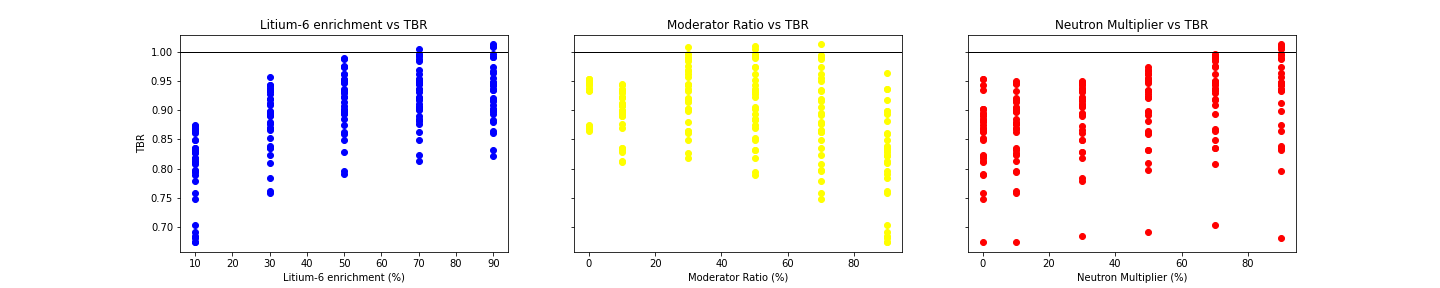 Litium-6 enrichment vs TBR
Moderator Ratio vs TBR
Neutron Multiplier vs TBR
TBR
1.00
0.95
0.90
0.85
0.80
0.75
0.70
10 20 30 40 50 60 70 80 90
0 20 40 60 80
0 20 40 60 80
Litium-6 enrichment (%)
Moderator Ratio (%)
Neutron Multiplier (%)